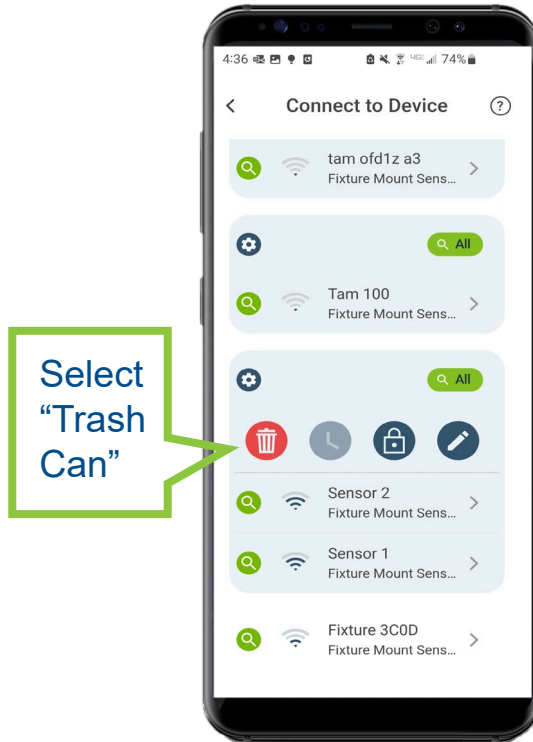 4:36 4GE 74%
Connect to Device ?
tam ofd1z a3
Fixture Mount Sens...
All
Tam 100
Fixture Mount Sens...
Select
“Trash
Can”
All
Sensor 2
Fixture Mount Sens...
Sensor 1
Fixture Mount Sens...
Fixture 3C0D
Fixture Mount Sens...